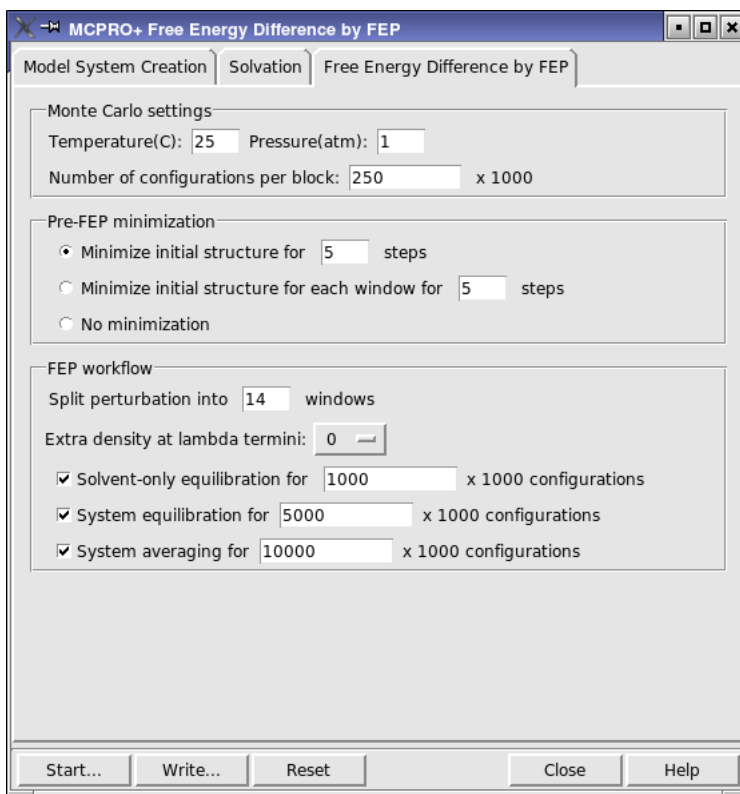 MCPRO+ Free Energy Difference by FEP
Model System Creation Solvation Free Energy Difference by FEP
Monte Carlo settings
Temperature(C): 25 Pressure(atm): 1
Number of configurations per block: 250 x 1000
Pre-FEP minimization
Minimize initial structure for 5 steps
Minimize initial structure for each window for 5 steps
No minimization
FEP workflow
Split perturbation into 14 windows
Extra density at lambda termini: 0
Solvent-only equilibration for 1000 x 1000 configurations
System equilibration for 5000 x 1000 configurations
System averaging for 10000 x 1000 configurations
Start... Write... Reset Close Help